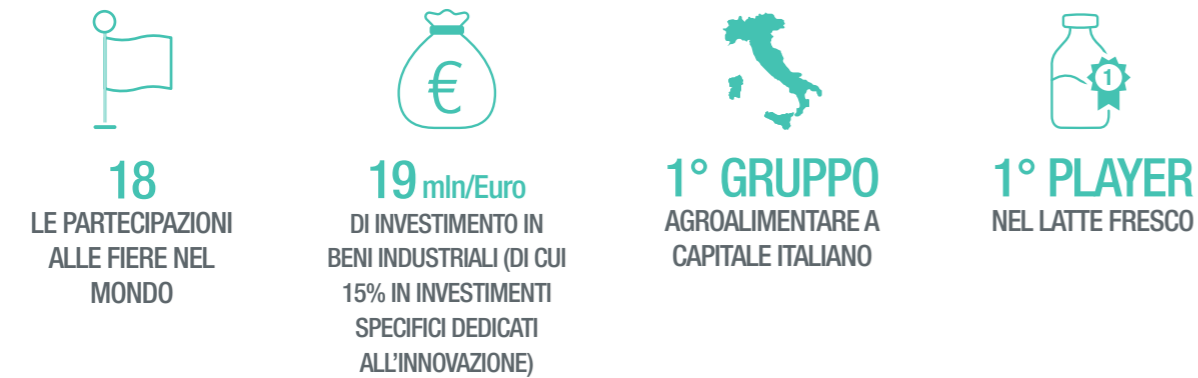 €
1
18
LE PARTECIPAZIONI
ALLE FIERE NEL
MONDO
19 mln/Euro
DI INVESTIMENTO IN
BENI INDUSTRIALI (DI CUI
15% IN INVESTIMENTI
SPECIFICI DEDICATI
ALL'INNOVAZIONE)
1° GRUPPO
AGROALIMENTARE A
CAPITALE ITALIANO
1° PLAYER
NEL LATTE FRESCO